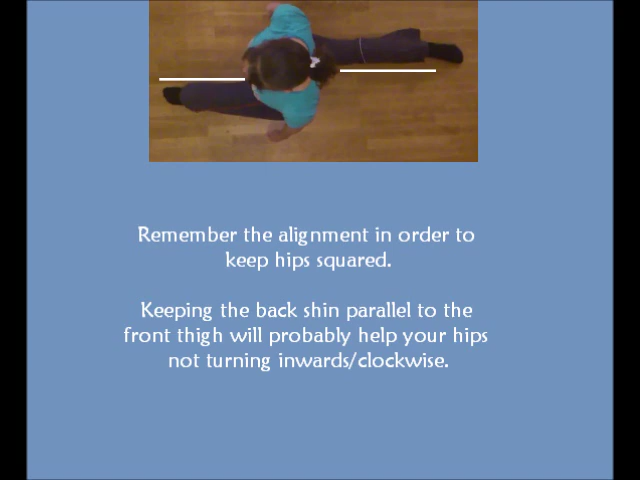 Remember the alignment in order to
keep hips squared.
Keeping the back shin parallel to the
front thigh will probably help your hips
not turning inwards/clockwise.